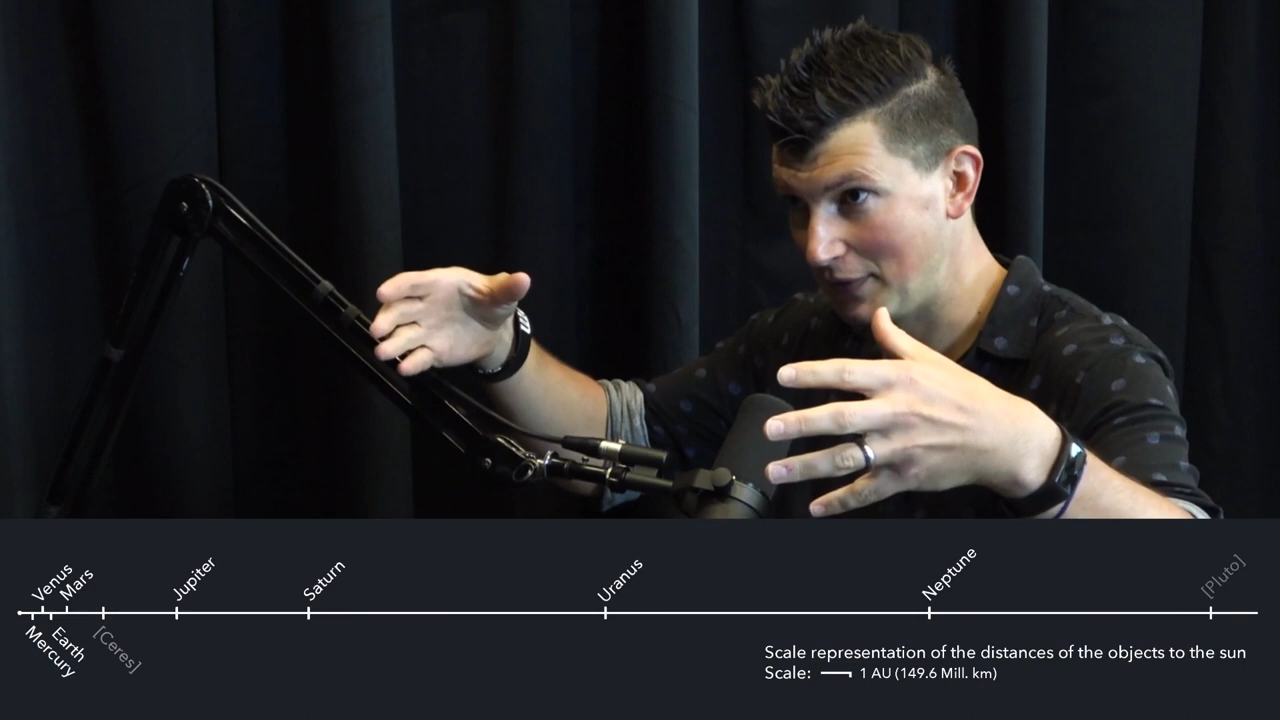 Venus
Mars
Jupiter
Saturn
Uranus
Neptune
[Pluto]
Mercury
Earth
[Ceres]
Scale representation of the distances of the objects to the sun
Scale: 1 AU (149.6 Mill. km)